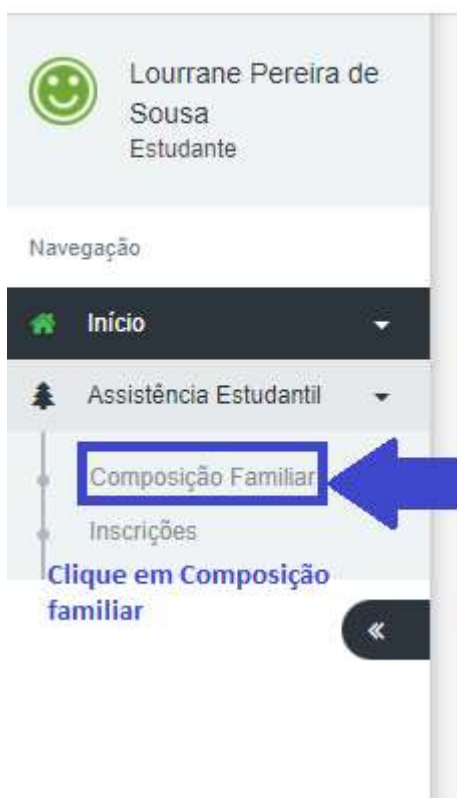 Lourrane Pereira de
Sousa
Estudante
Navegação
Início
Assistência Estudantil
Composição Familiar
Inscrições
Clique em Composição
familiar